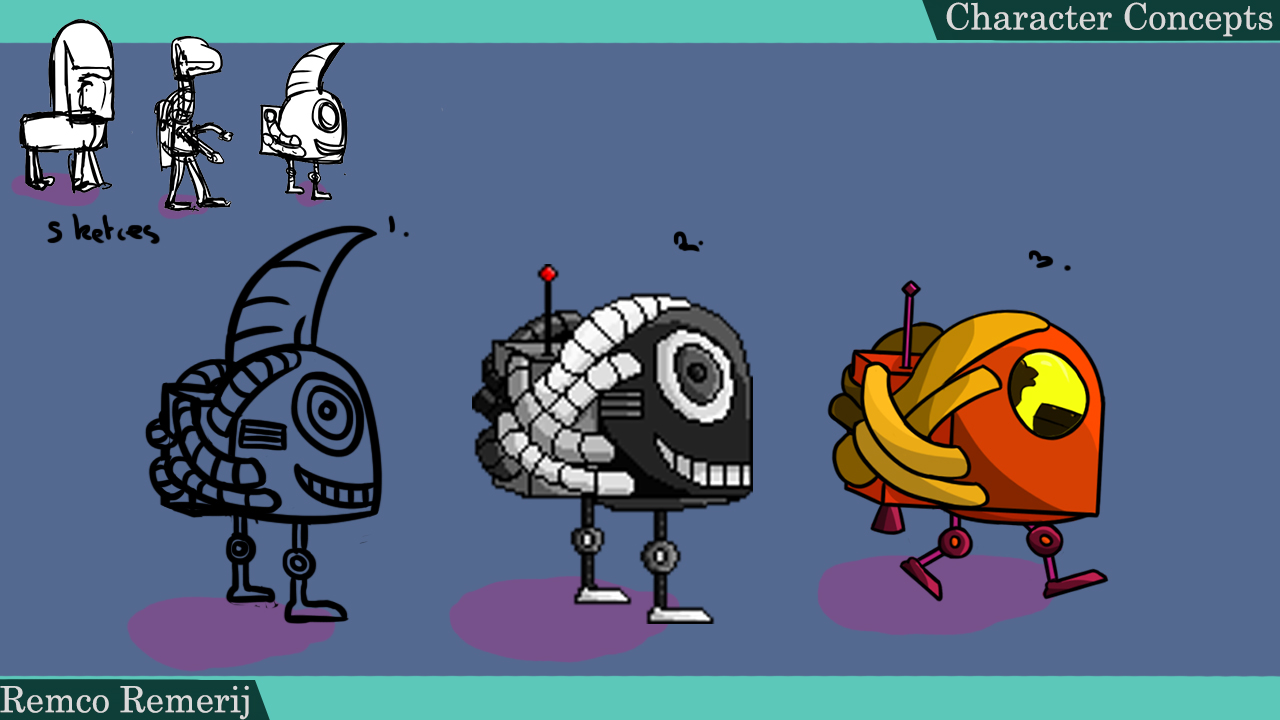 Character Concepts
sketces
1.
2.
3.
Remco Remerij